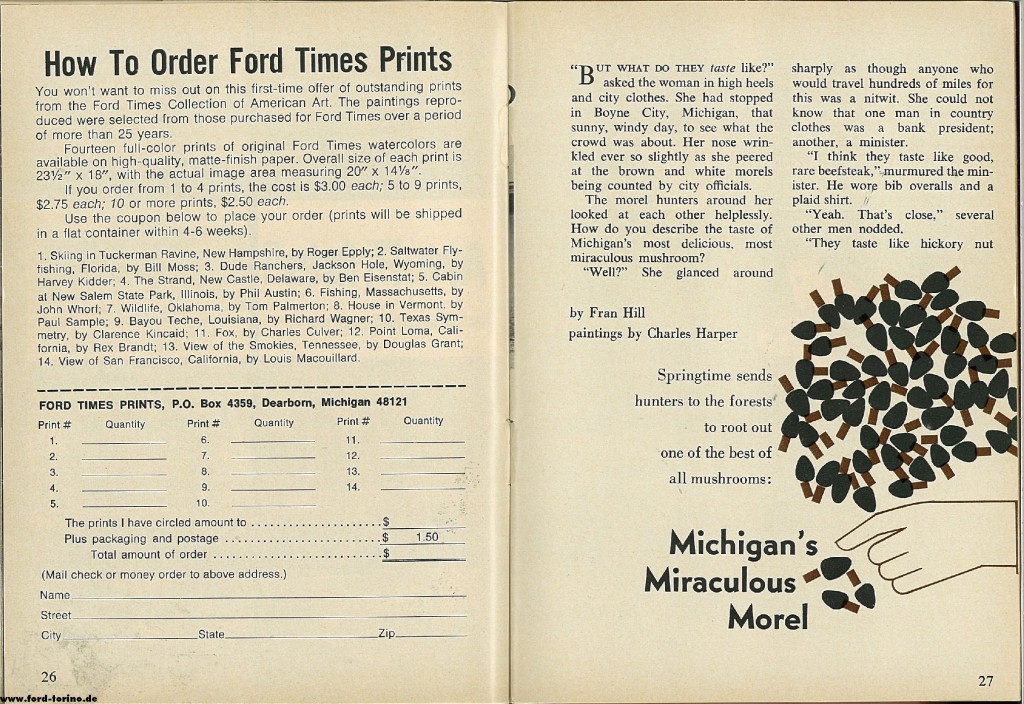 How To Order Ford Times Prints
You won't want to miss out on this first-time offer of outstanding prints
from the Ford Times Collection of American Art. The paintings repro-
duced were selected from those purchased for Ford Times over a period
of more than 25 years.
Fourteen full-color prints of original Ford Times watercolors are
available on high-quality, matte-finish paper. Overall size of each print is
23½" x 18", with the actual image area measuring 20" x 14⅛".
If you order from 1 to 4 prints, the cost is $3.00 each; 5 to 9 prints,
$2.75 each; 10 or more prints, $2.50 each.
Use the coupon below to place your order (prints will be shipped
in a flat container within 4-6 weeks).
1. Skiing in Tuckerman Ravine, New Hampshire, by Roger Epply; 2. Saltwater Fly-
fishing, Florida, by Bill Moss; 3. Dude Ranchers, Jackson Hole, Wyoming, by
Harvey Kidder; 4. The Strand, New Castle, Delaware, by Ben Eisenstat; 5. Cabin
at New Salem State Park, Illinois, by Phil Austin; 6. Fishing, Massachusetts, by
John Whorf; 7. Wildlife, Oklahoma, by Tom Palmerton; 8. House in Vermont, by
Paul Sample; 9. Bayou Teche, Louisiana, by Richard Wagner; 10. Texas Sym-
metry, by Clarence Kincaid; 11. Fox, by Charles Culver; 12. Point Loma, Cali-
fornia, by Rex Brandt; 13. View of the Smokies, Tennessee, by Douglas Grant;
14. View of San Francisco, California, by Louis Macouillard.
FORD TIMES PRINTS, P.O. Box 4359, Dearborn, Michigan 48121
Print # Quantity Print # Quantity Print # Quantity
1. 6. 11.
2. 7. 12.
3. 8. 13.
4. 9. 14.
5. 10.
The prints I have circled amount to . . . . . . . . . . . . . . . . . . . . . $
Plus packaging and postage . . . . . . . . . . . . . . . . . . . . . . . . . $ 1.50
Total amount of order . . . . . . . . . . . . . . . . . . . . . . . . . . . $
(Mail check or money order to above address.)
Name
Street
City State Zip
26
www.ford-torino.de
"BUT WHAT DO THEY taste like?"
asked the woman in high heels
and city clothes. She had stopped
in Boyne City, Michigan, that
sunny, windy day, to see what the
crowd was about. Her nose wrin-
kled ever so slightly as she peered
at the brown and white morels
being counted by city officials.
The morel hunters around her
looked at each other helplessly.
How do you describe the taste of
Michigan's most delicious, most
miraculous mushroom?
"Well?" She glanced around
sharply as though anyone who
would travel hundreds of miles for
this was a nitwit. She could not
know that one man in country
clothes was a bank president;
another, a minister.
"I think they taste like good,
rare beefsteak," murmured the min-
ister. He wore bib overalls and a
plaid shirt.
"Yeah. That's close," several
other men nodded.
"They taste like hickory nut
by Fran Hill
paintings by Charles Harper
Springtime sends
hunters to the forests
to root out
one of the best of
all mushrooms:
Michigan's
Miraculous
Morel
27